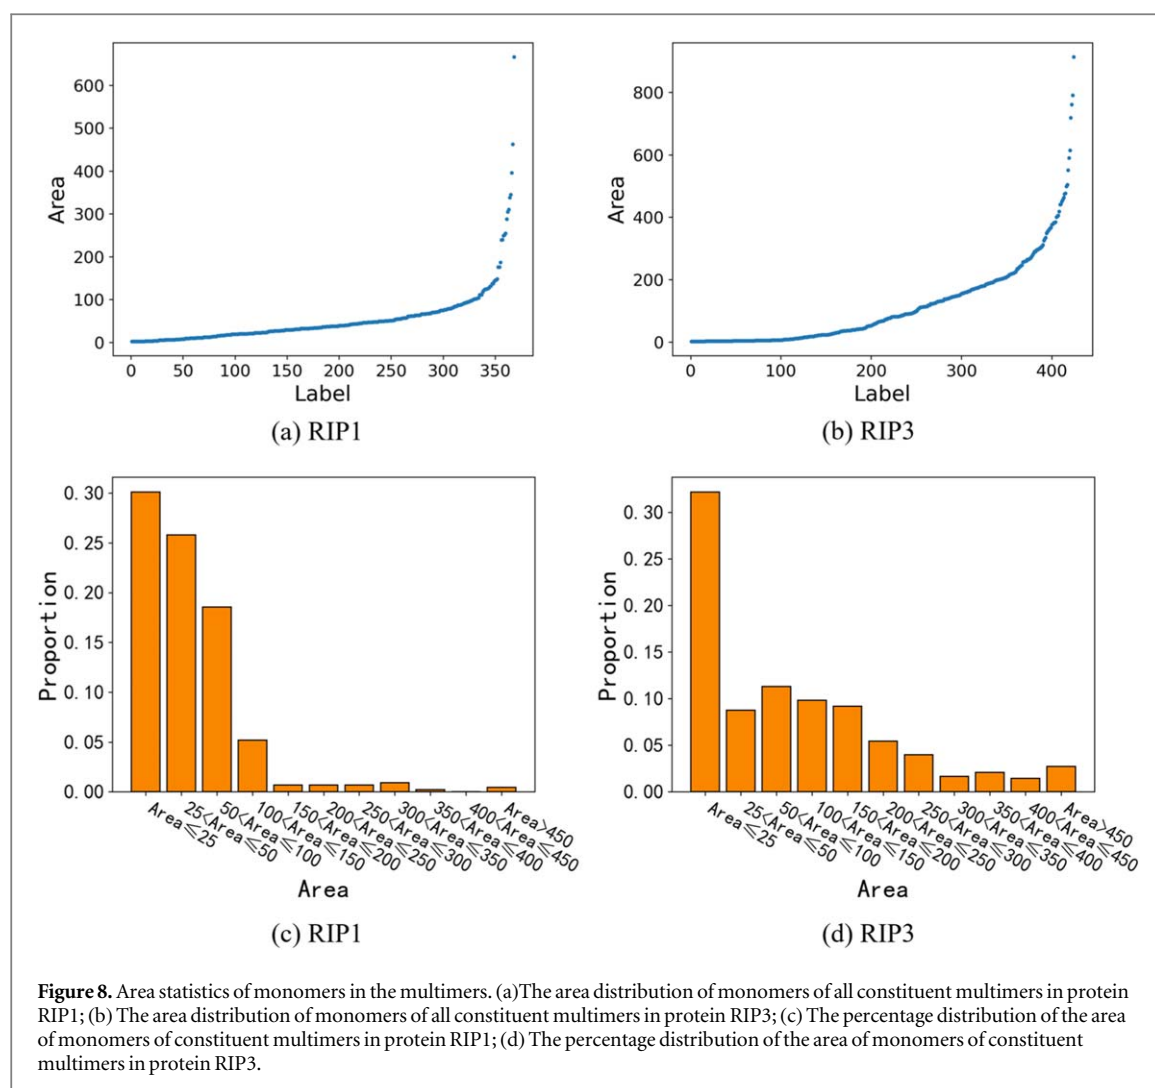 600
500
400
300
200
100
0
Area
0 50 100 150 200 250 300 350
Label
(a) RIP1
800
600
400
200
0
Area
0 100 200 300 400
Label
(b) RIP3
0.30
0.25
0.20
0.15
0.10
0.05
0.00
Proportion
Area≤25
25<Area≤50
50<Area≤100
100<Area≤150
150<Area≤200
200<Area≤250
250<Area≤300
300<Area≤350
350<Area≤400
400<Area≤450
Area>450
Area
(c) RIP1
0.30
0.25
0.20
0.15
0.10
0.05
0.00
Proportion
Area≤25
25<Area≤50
50<Area≤100
100<Area≤150
150<Area≤200
200<Area≤250
250<Area≤300
300<Area≤350
350<Area≤400
400<Area≤450
Area>450
Area
(d) RIP3
Figure 8. Area statistics of monomers in the multimers. (a)The area distribution of monomers of all constituent multimers in protein
RIP1; (b) The area distribution of monomers of all constituent multimers in protein RIP3; (c) The percentage distribution of the area
of monomers of constituent multimers in protein RIP1; (d) The percentage distribution of the area of monomers of constituent
multimers in protein RIP3.